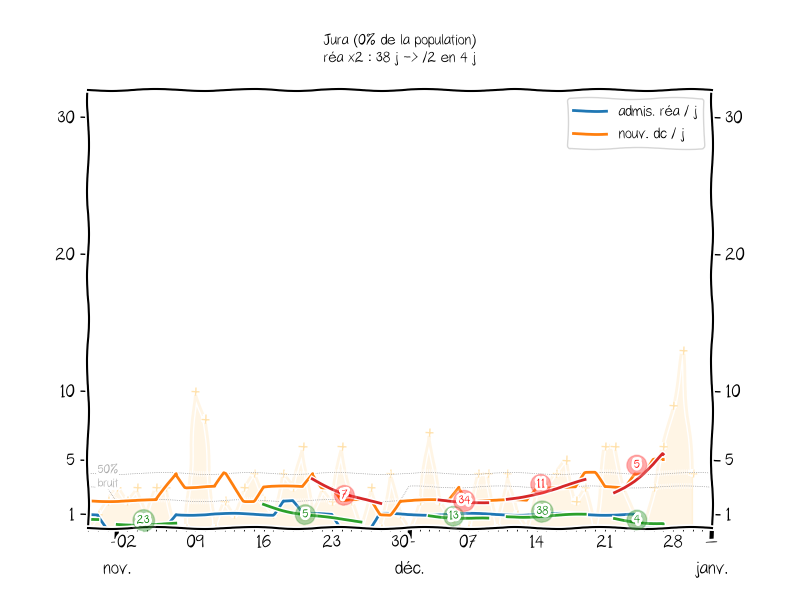 Jura (0% de la population)
réa x2 : 38 j -> /2 en 4 j
admis. réa / j
nouv. dc / j
30 30
20 20
10 10
5 5
1 1
50%
bruit
23 5 7 13 34 11 38 5 4
02 09 16 23 30 07 14 21 28
nov. déc. janv.